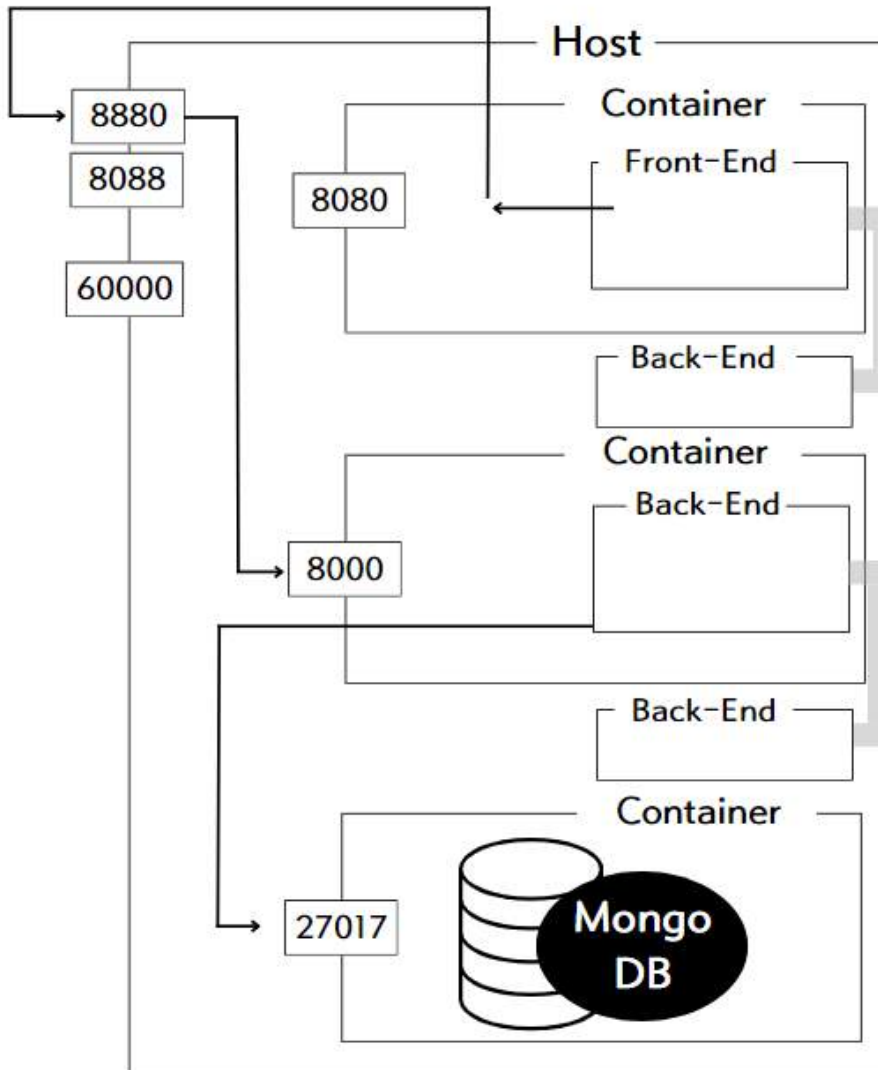 Host
8880
Container
8088
Front-End
8080
60000
Back-End
Container
Back-End
8000
Back-End
Container
27017
Mongo
DB